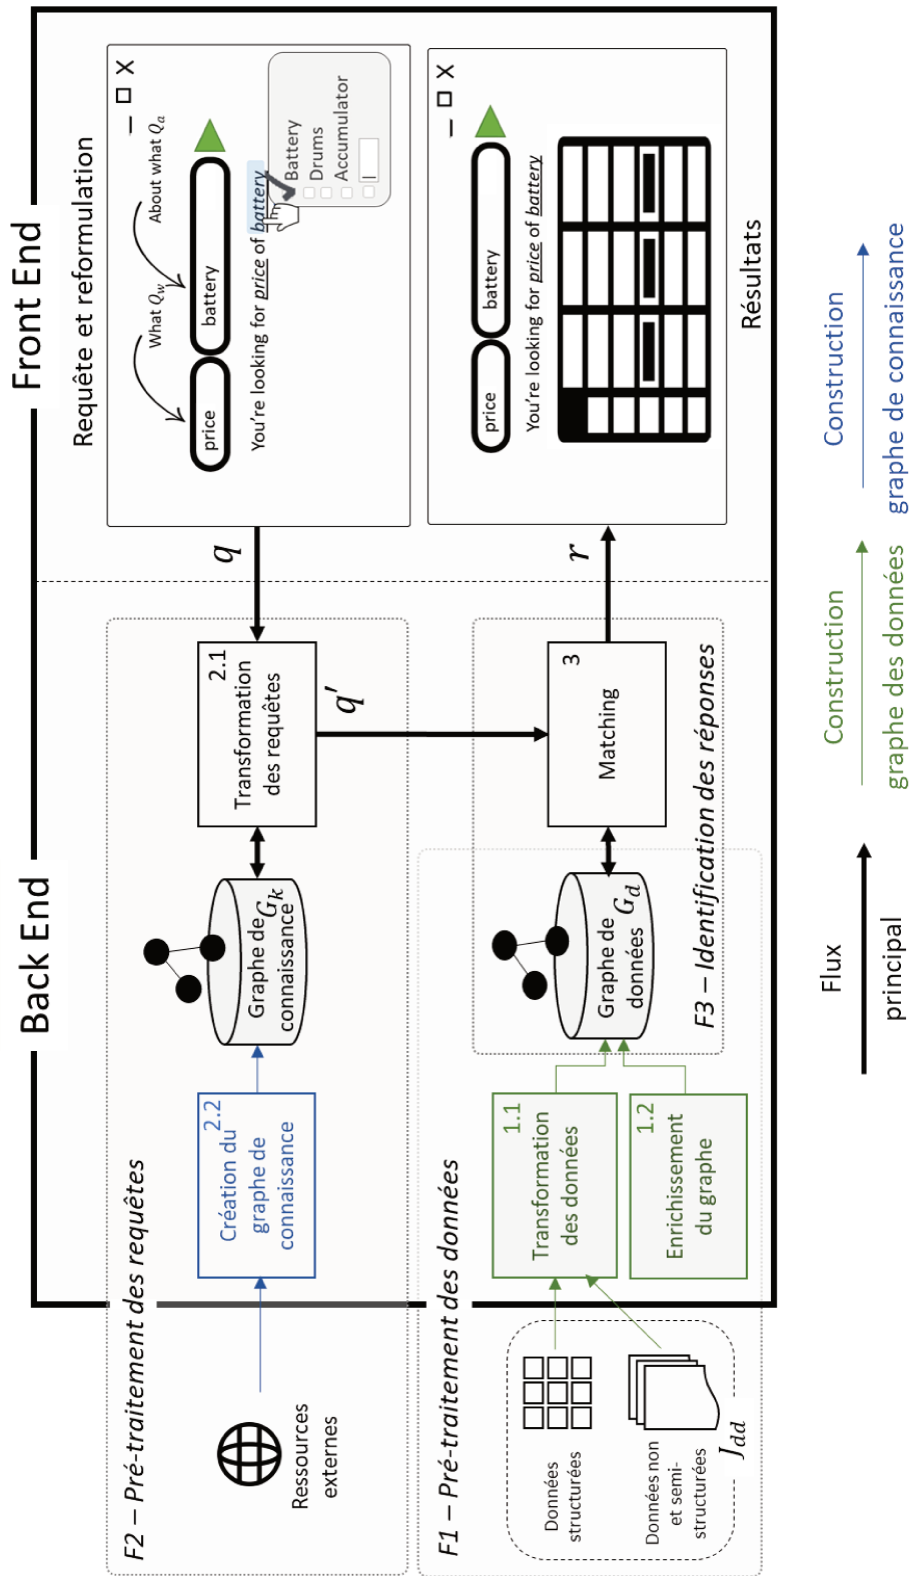 Back End
Front End
F2 – Pré-traitement des requêtes
Ressources
externes
2.2
Création du
graphe de
connaissance
Graphe de
connaissance
G_k
2.1
Transformation
des requêtes
q
q'
Requête et reformulation
What Q_w
About what Q_a
price
battery
You're looking for price of battery
Battery
Drums
Accumulator
F1 – Pré-traitement des données
Données
structurées
Données non
et semi-
structurées
J_dd
1.1
Transformation
des données
1.2
Enrichissement
du graphe
Graphe de
données
G_d
3
Matching
F3 – Identification des réponses
r
price
battery
You're looking for price of battery
Résultats
Flux
principal
Construction
graphe des données
Construction
graphe de connaissance